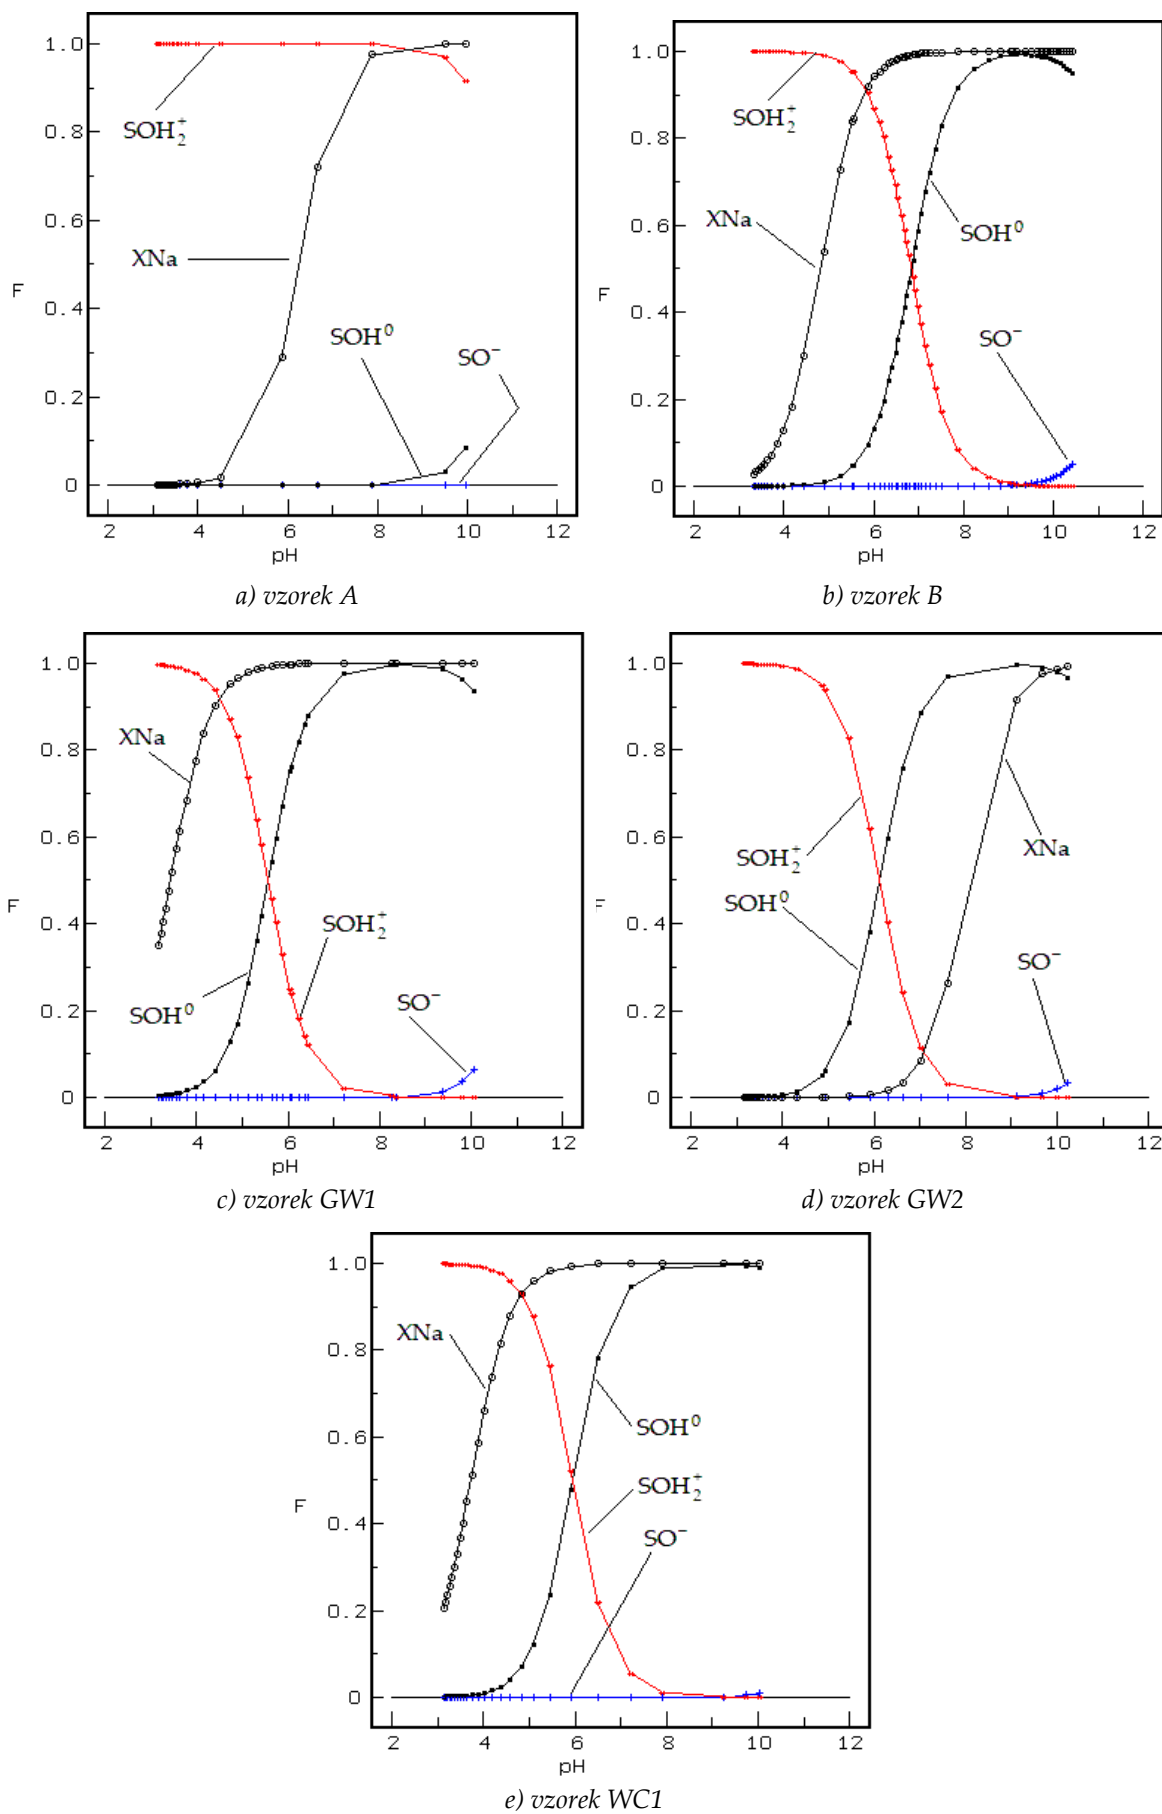 1.0
0.8
0.6
0.4
0.2
0
F
SOH₂⁺
XNa
SOH⁰
SO⁻
2 4 6 8 10 12
pH
a) vzorek A
1.0
0.8
0.6
0.4
0.2
0
F
SOH₂⁺
XNa
SOH⁰
SO⁻
2 4 6 8 10 12
pH
b) vzorek B
1.0
0.8
0.6
0.4
0.2
0
F
XNa
SOH₂⁺
SOH⁰
SO⁻
2 4 6 8 10 12
pH
c) vzorek GW1
1.0
0.8
0.6
0.4
0.2
0
F
SOH₂⁺
XNa
SOH⁰
SO⁻
2 4 6 8 10 12
pH
d) vzorek GW2
1.0
0.8
0.6
0.4
0.2
0
F
XNa
SOH⁰
SOH₂⁺
SO⁻
2 4 6 8 10 12
pH
e) vzorek WC1